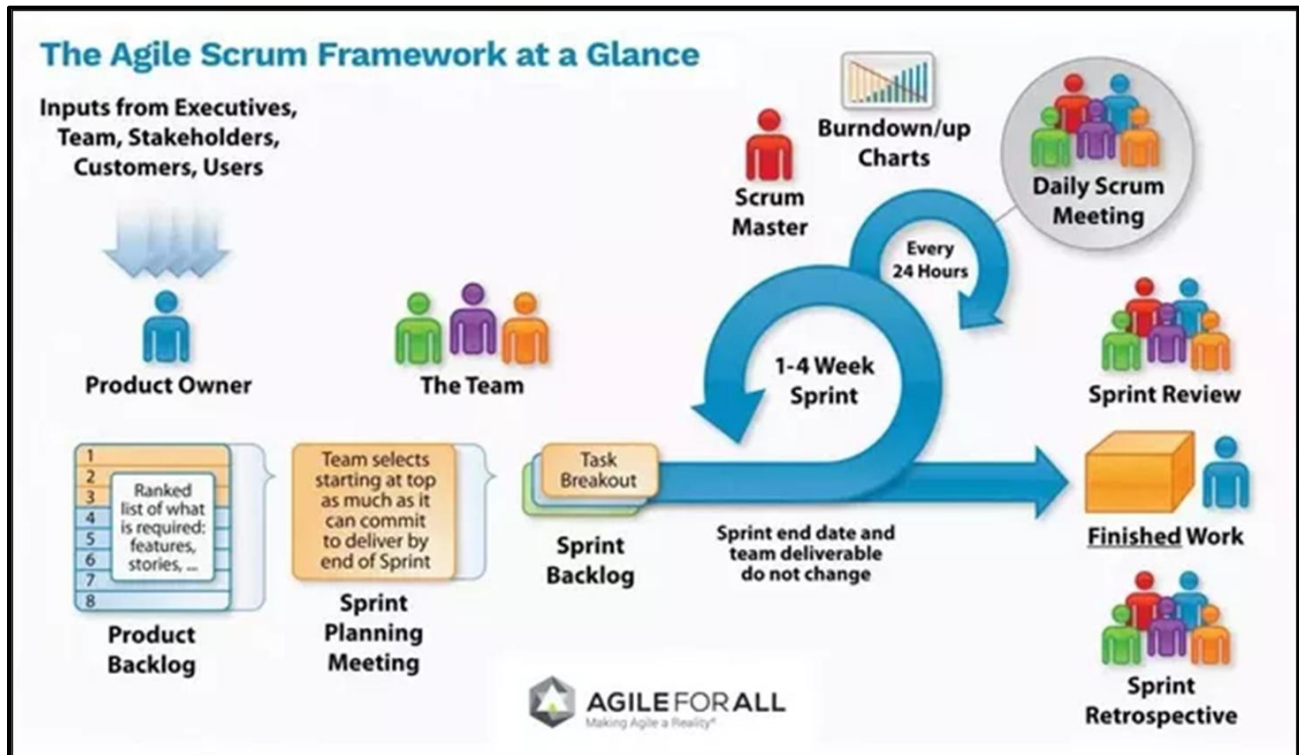 The Agile Scrum Framework at a Glance
Inputs from Executives,
Team, Stakeholders,
Customers, Users
Product Owner
The Team
Scrum
Master
Burndown/up
Charts
Daily Scrum
Meeting
Every
24 Hours
1-4 Week
Sprint
Sprint Review
1
2
3
4
5
6
7
8
Ranked
list of what
is required:
features,
stories, ...
Product
Backlog
Team selects
starting at top
as much as it
can commit
to deliver by
end of Sprint
Sprint
Planning
Meeting
Task
Breakout
Sprint
Backlog
Sprint end date and
team deliverable
do not change
Finished Work
Sprint
Retrospective
AGILE FOR ALL
Making Agile a Reality®